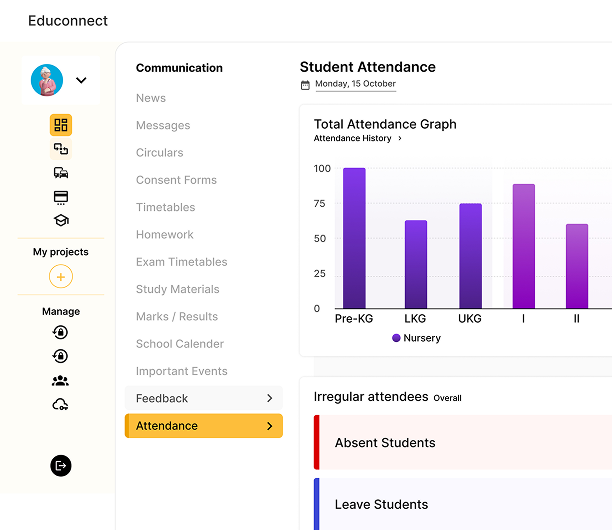 Educonnect
My projects
+
Manage
Communication
News
Messages
Circulars
Consent Forms
Timetables
Homework
Exam Timetables
Study Materials
Marks / Results
School Calender
Important Events
Feedback
Attendance
Student Attendance
Monday, 15 October
Total Attendance Graph
Attendance History
100
75
50
25
0
Pre-KG LKG UKG I II
Nursery
Irregular attendees Overall
Absent Students
Leave Students